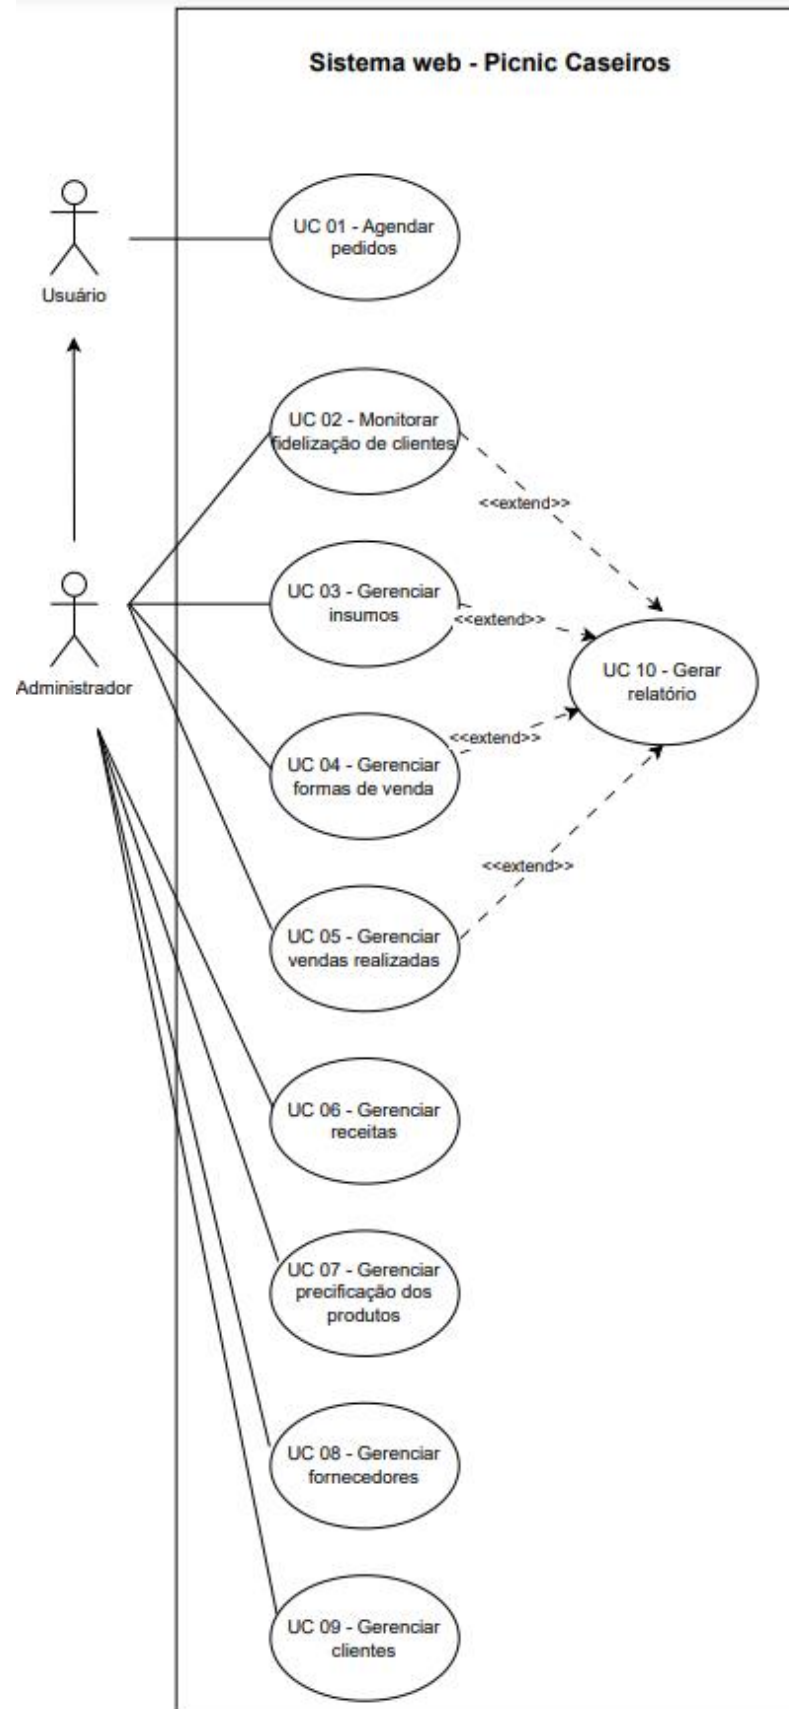 Sistema web - Picnic Caseiros
UC 01 - Agendar
pedidos
Usuário
UC 02 - Monitorar
fidelização de clientes
<<extend>>
UC 03 - Gerenciar
insumos
<<extend>>
UC 10 - Gerar
relatório
Administrador
<<extend>>
UC 04 - Gerenciar
formas de venda
<<extend>>
UC 05 - Gerenciar
vendas realizadas
UC 06 - Gerenciar
receitas
UC 07 - Gerenciar
precificação dos
produtos
UC 08 - Gerenciar
fornecedores
UC 09 - Gerenciar
clientes